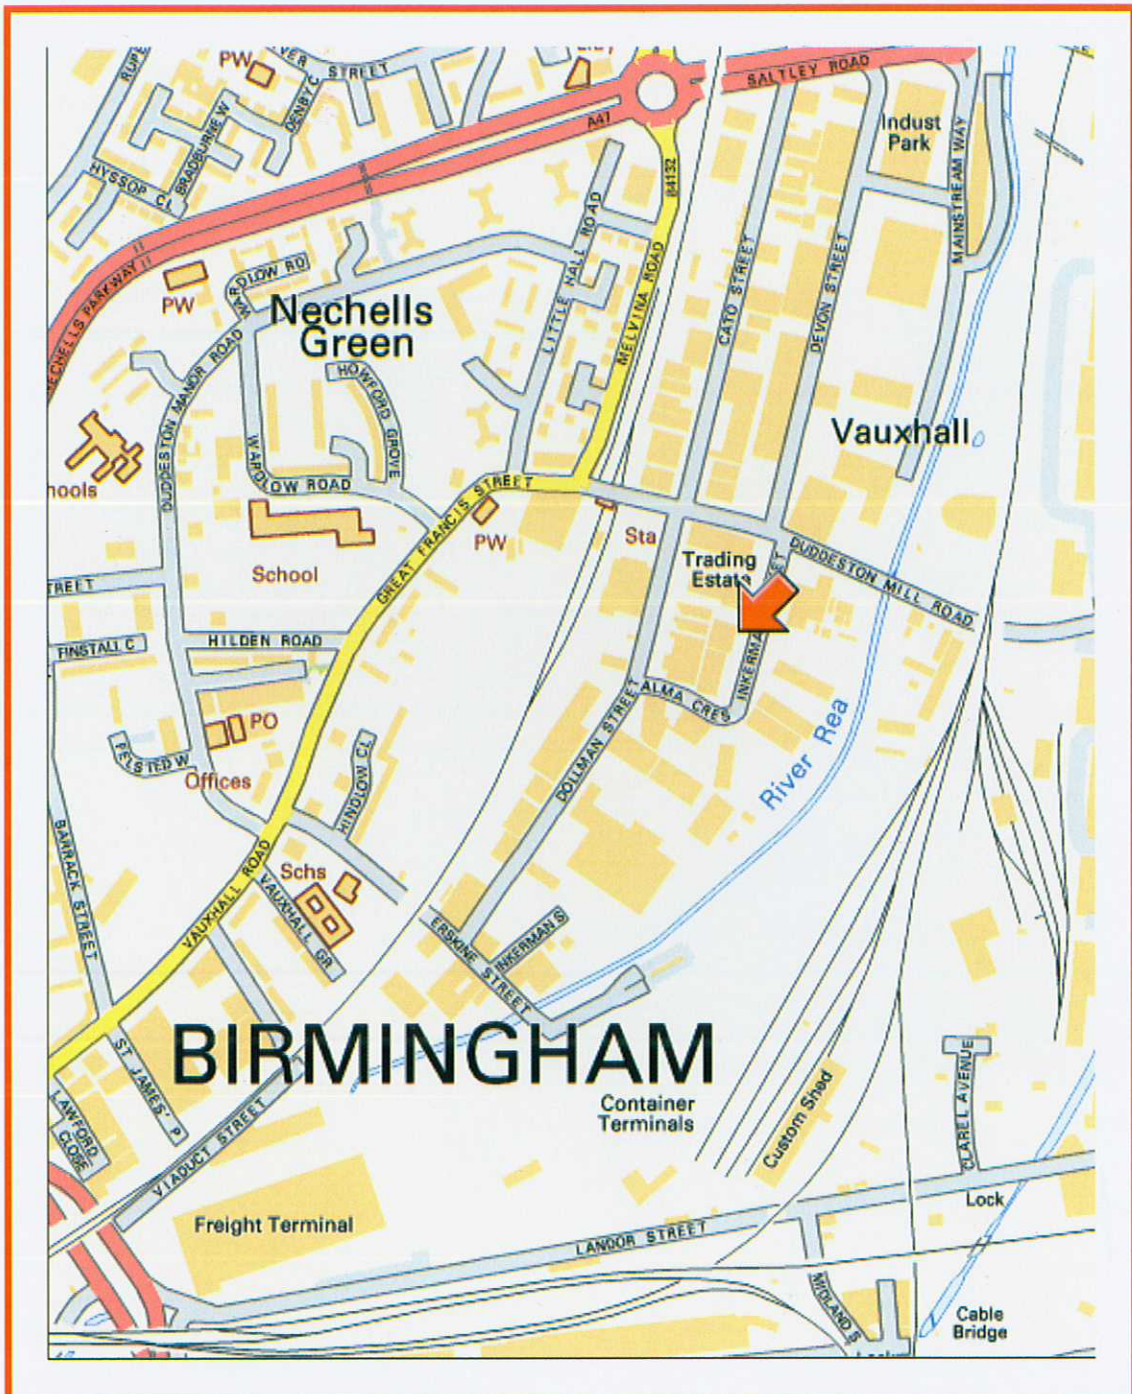 PW
STREET
DENBY C
BRADBURNE W
HYSSOP CL
SALTLEY ROAD
A47
B4132
Indust
Park
MAINSTREAM WAY
PW
WARDLOW RD
Nechells
Green
LITTLE HALL ROAD
MELVINA ROAD
CATO STREET
DEVON STREET
DUDDESTON MANOR ROAD
HOWFORD GROVE
Vauxhall
WARDLOW ROAD
GREAT FRANCIS STREET
PW
School
Sta
Trading
Estate
DUDDESTON MILL ROAD
HILDEN ROAD
FINSTALL C
ALMA CRES
PO
FELSTED W
Offices
HINDLOW CL
DOLLMAN STREET
River Rea
BARRACK STREET
VAUXHALL ROAD
Schs
VAUXHALL GR
ERSKINE STREET
INKERMAN S
BIRMINGHAM
ST JAMES' P
LAWFORD
CLOSE
VIADUCT STREET
Container
Terminals
Custom Shed
CLAREL AVENUE
Lock
Freight Terminal
LANDOR STREET
MIDLAND S
Cable
Bridge